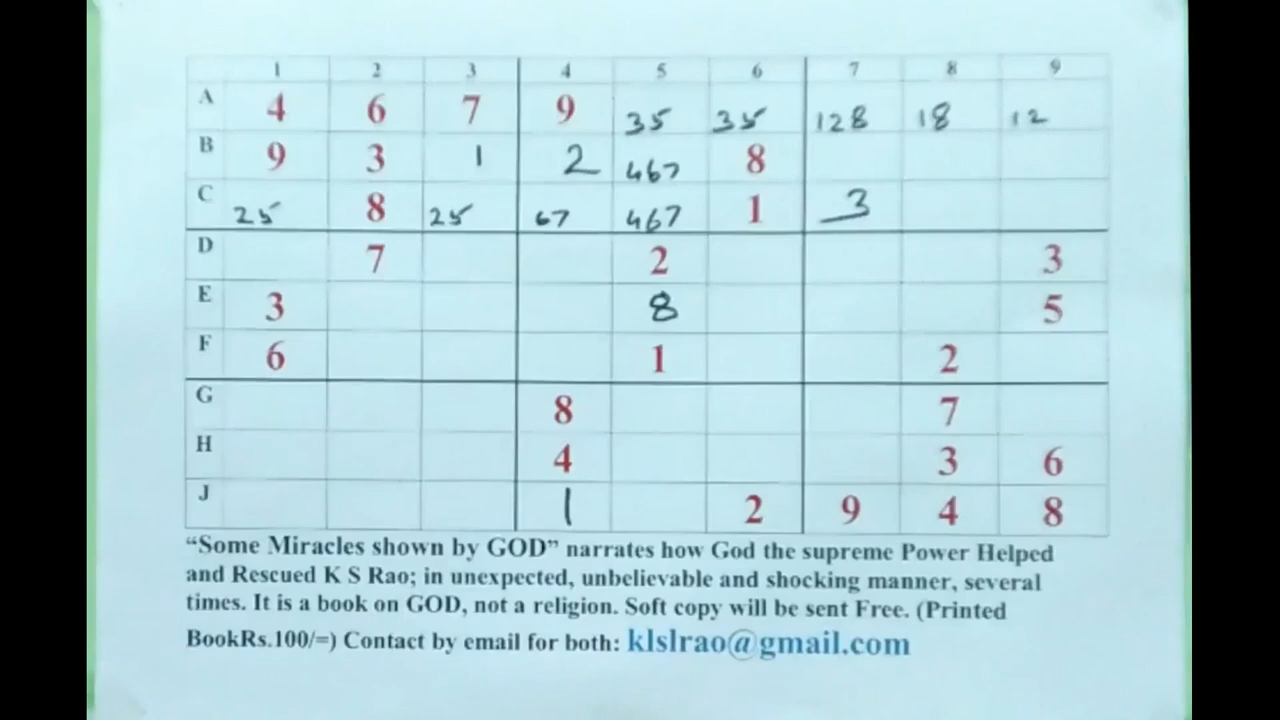 1 2 3 4 5 6 7 8 9
A 4 6 7 9 35 35 128 18 12
B 9 3 1 2 467 8
C 25 8 25 67 467 1 3
D 7 2 3
E 3 8 5
F 6 1 2
G 8 7
H 4 3 6
J 1 2 9 4 8
“Some Miracles shown by GOD” narrates how God the supreme Power Helped
and Rescued K S Rao; in unexpected, unbelievable and shocking manner, several
times. It is a book on GOD, not a religion. Soft copy will be sent Free. (Printed
BookRs.100/=) Contact by email for both: klslrao@gmail.com